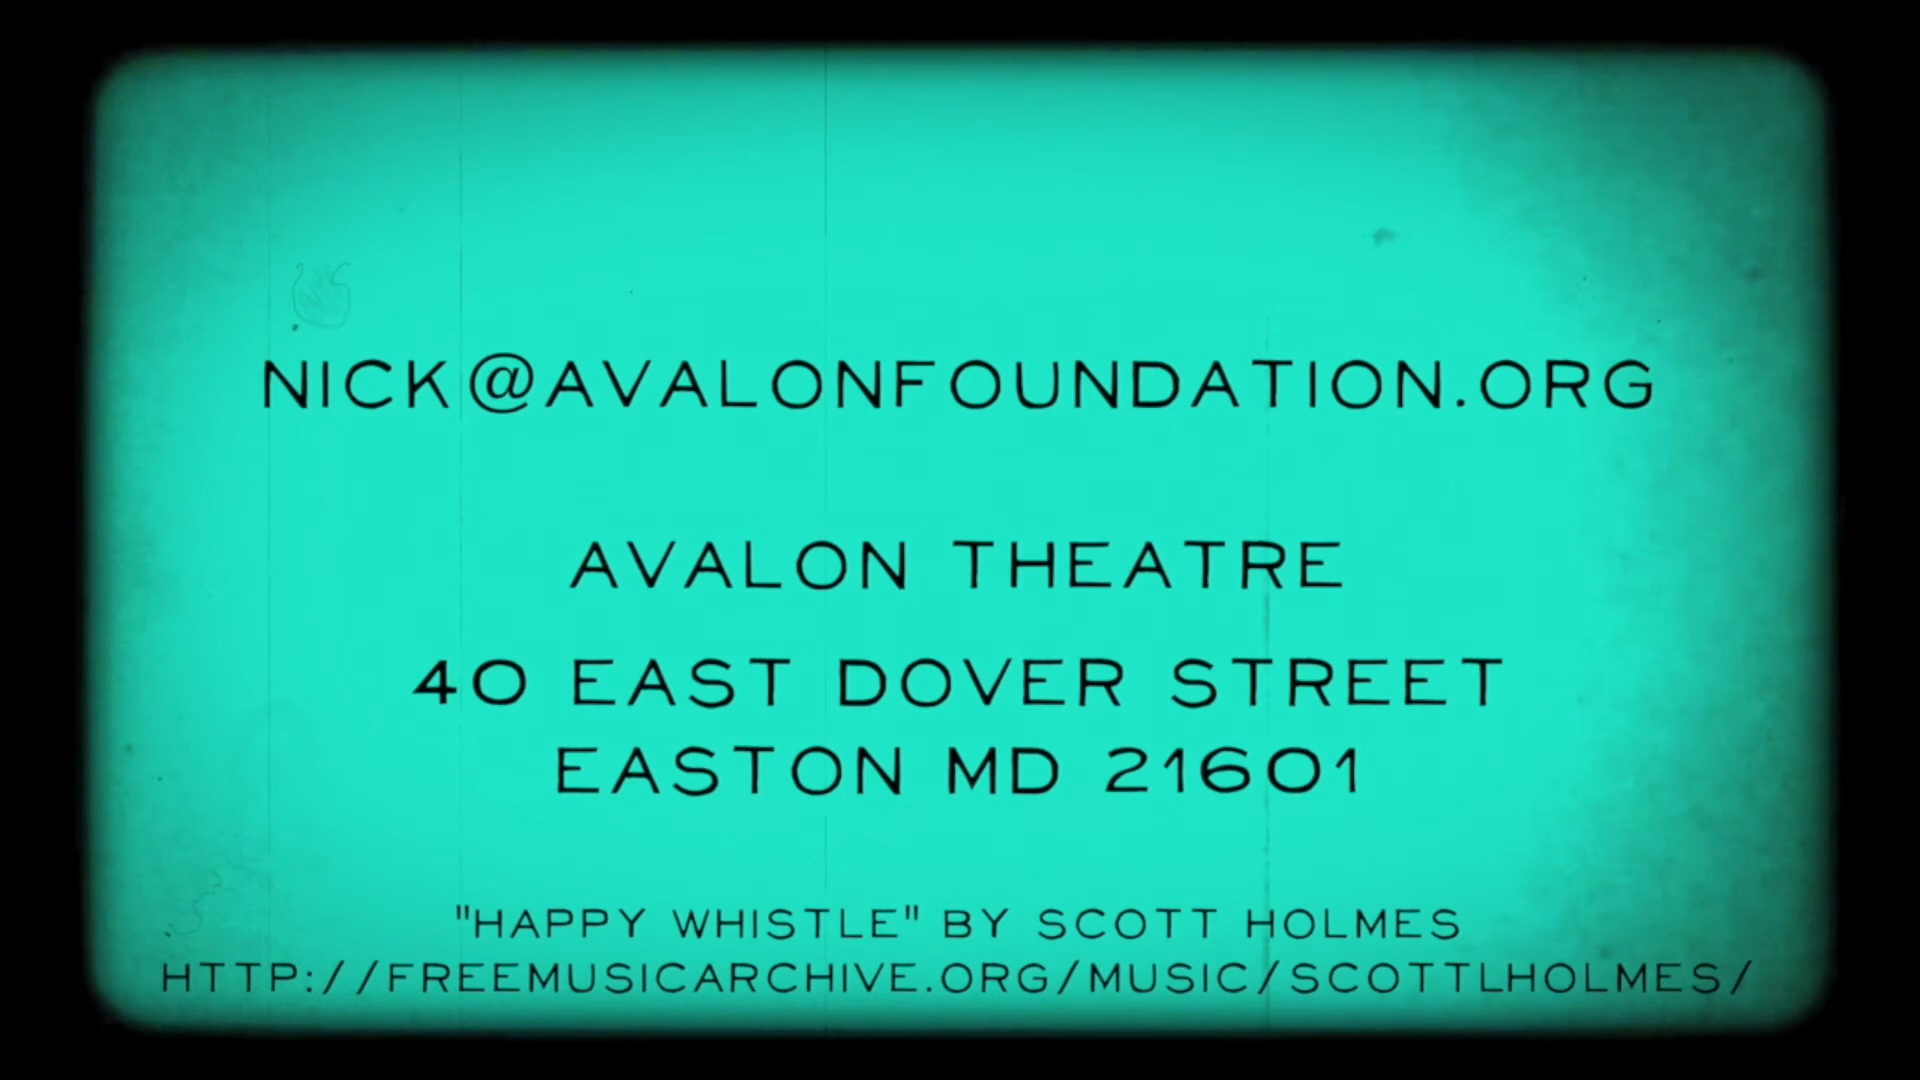 NICK@AVALONFOUNDATION.ORG
AVALON THEATRE
40 EAST DOVER STREET
EASTON MD 21601
"HAPPY WHISTLE" BY SCOTT HOLMES
HTTP://FREEMUSICARCHIVE.ORG/MUSIC/SCOTTLHOLMES/